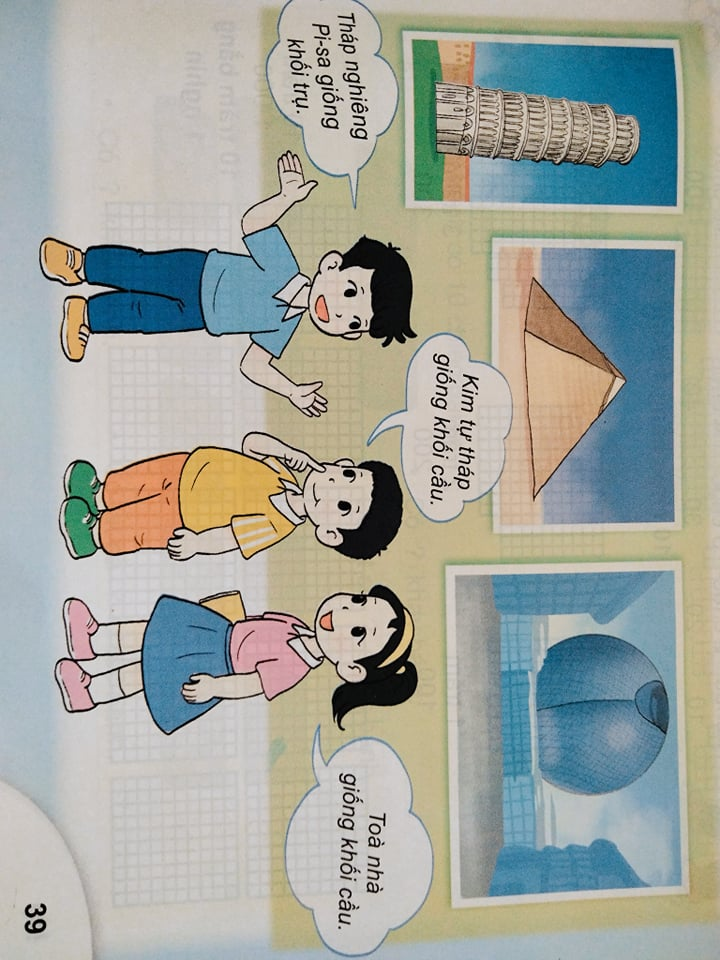 Tháp nghiêng
Pi-sa giống
khối trụ.
Kim tự tháp
giống khối cầu.
Toà nhà
giống khối cầu.
39